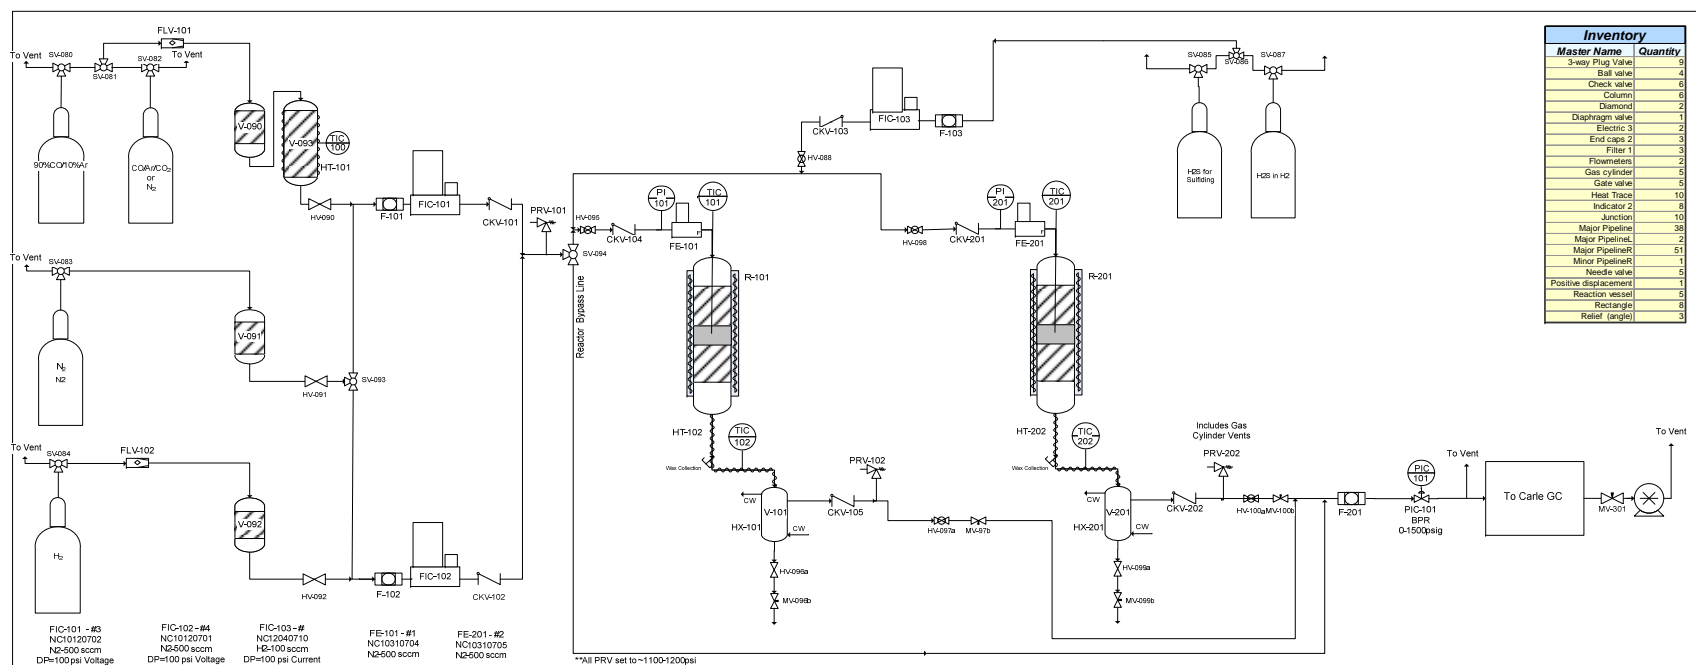 FLV-101
To Vent
SV-080
SV-081
SV-082
To Vent
90%CO/10%Ar
CO/Ar/CO2
or
N2
V-090
V-093
TIC
100
HT-101
HV-090
F-101
FIC-101
CKV-101
PRV-101
To Vent
SV-083
N2
N2
V-091
HV-091
SV-093
To Vent
SV-084
FLV-102
H2
V-092
HV-092
F-102
FIC-102
CKV-102
FIC-101 - #3
NC10120702
N2-500 sccm
DP=100 psi Voltage
FIC-102 - #4
NC10120701
N2-500 sccm
DP=100 psi Voltage
FIC-103 - #
NC12040710
H2-100 sccm
DP=100 psi Current
FE-101 - #1
NC10310704
N2-500 sccm
FE-201 - #2
NC10310705
N2-500 sccm
**All PRV set to ~1100-1200psi
Reactor Bypass Line
SV-094
HV-095
CKV-104
PI
101
TIC
101
FE-101
F
R-101
HT-102
TIC
102
Wax Collection
CW
V-101
HX-101
CW
HV-096a
MV-096b
PRV-102
CKV-105
HV-097a
MV-97b
CKV-103
HV-088
FIC-103
F-103
HV-098
CKV-201
PI
201
TIC
201
FE-201
F
R-201
HT-202
TIC
202
Wax Collection
CW
V-201
HX-201
CW
HV-099a
MV-099b
CKV-202
Includes Gas
Cylinder Vents
PRV-202
HV-100a
MV-100b
F-201
PIC
101
PIC-101
BPR
0-1500psig
To Vent
To Carle GC
MV-301
To Vent
SV-085
SV-086
SV-087
H2S for
Sulfiding
H2S in H2
Inventory
Master Name Quantity
3-way Plug Valve 9
Ball valve 4
Check valve 6
Column 6
Diamond 2
Diaphragm valve 1
Electric 3 2
End caps 2 3
Filter 1 3
Flowmeters 2
Gas cylinder 5
Gate valve 5
Heat Trace 10
Indicator 2 8
Junction 10
Major Pipeline 38
Major PipelineL 2
Major PipelineR 51
Minor PipelineR 1
Needle valve 5
Positive displacement 1
Reaction vessel 5
Rectangle 8
Relief (angle) 3